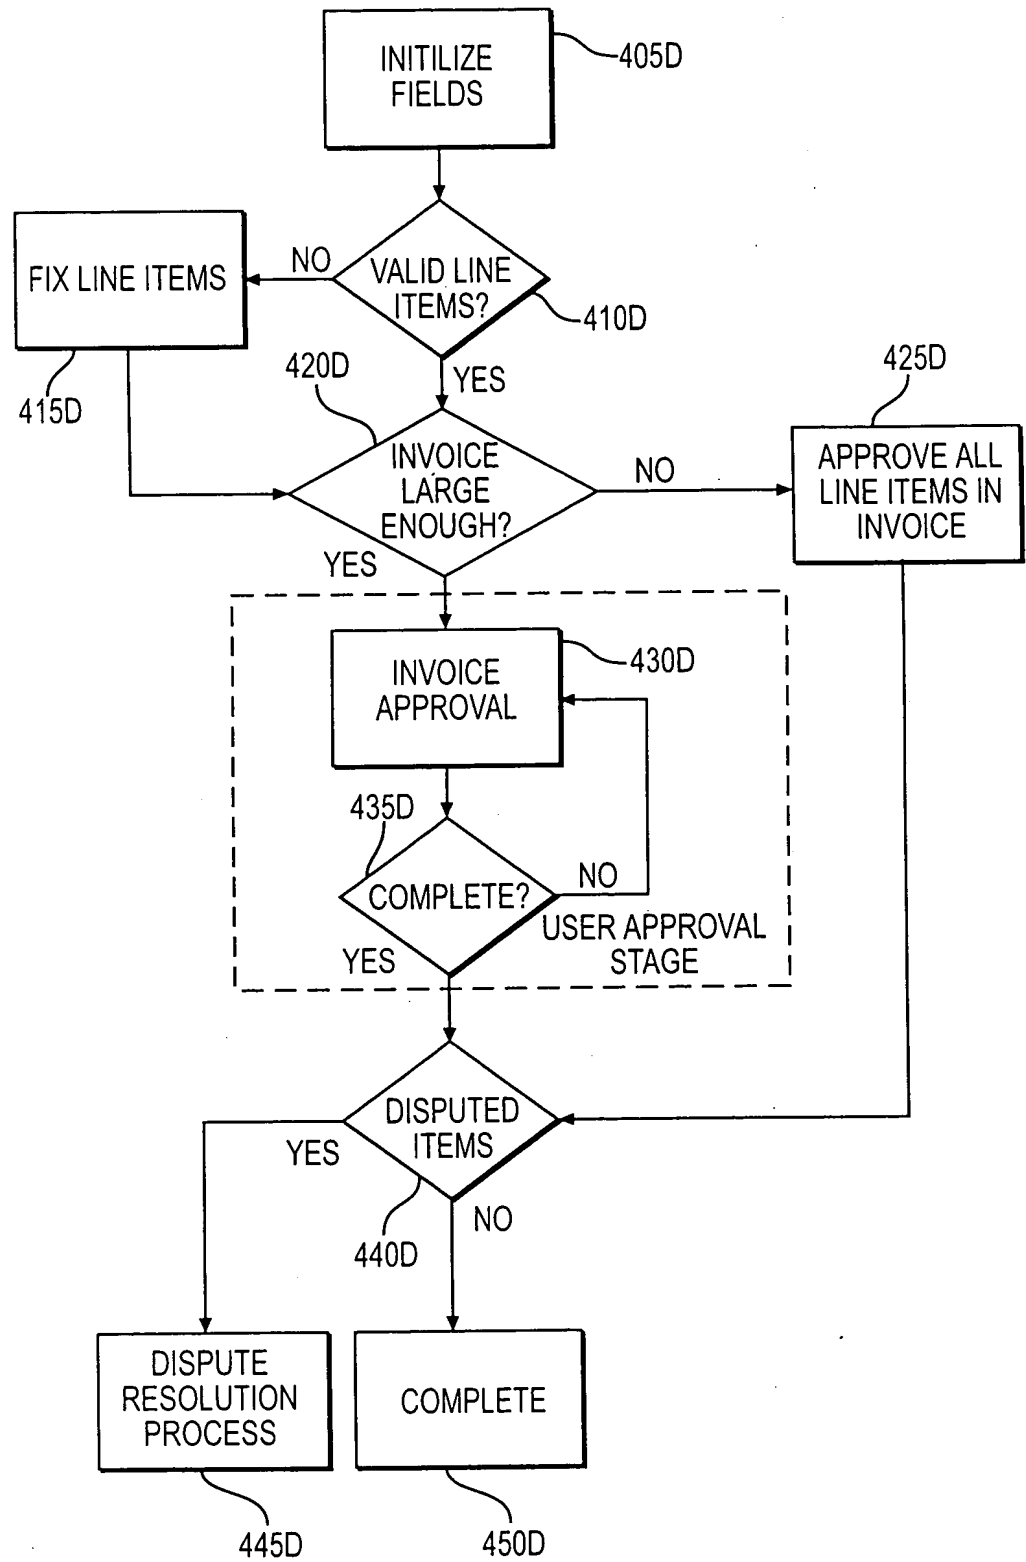 INITILIZE
FIELDS
405D
FIX LINE ITEMS
NO
VALID LINE
ITEMS?
410D
415D
YES
420D
425D
INVOICE
LARGE
ENOUGH?
NO
APPROVE ALL
LINE ITEMS IN
INVOICE
YES
INVOICE
APPROVAL
430D
435D
COMPLETE?
NO
YES
USER APPROVAL
STAGE
DISPUTED
ITEMS
YES
NO
440D
DISPUTE
RESOLUTION
PROCESS
COMPLETE
445D
450D